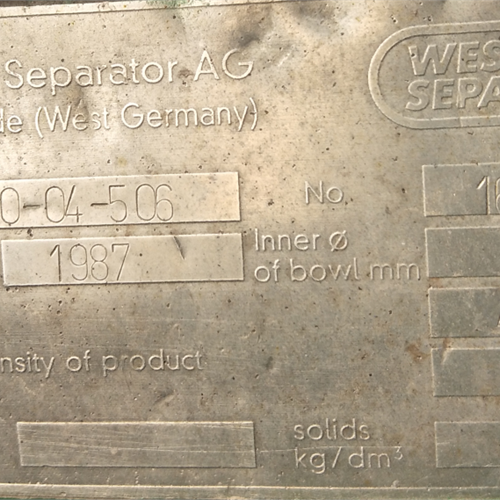 Separator AG
WES
SEPA
de (West Germany)
0-04-506
No.
18
1987
Inner ø
of bowl mm
nsity of product
solids
kg/dm³